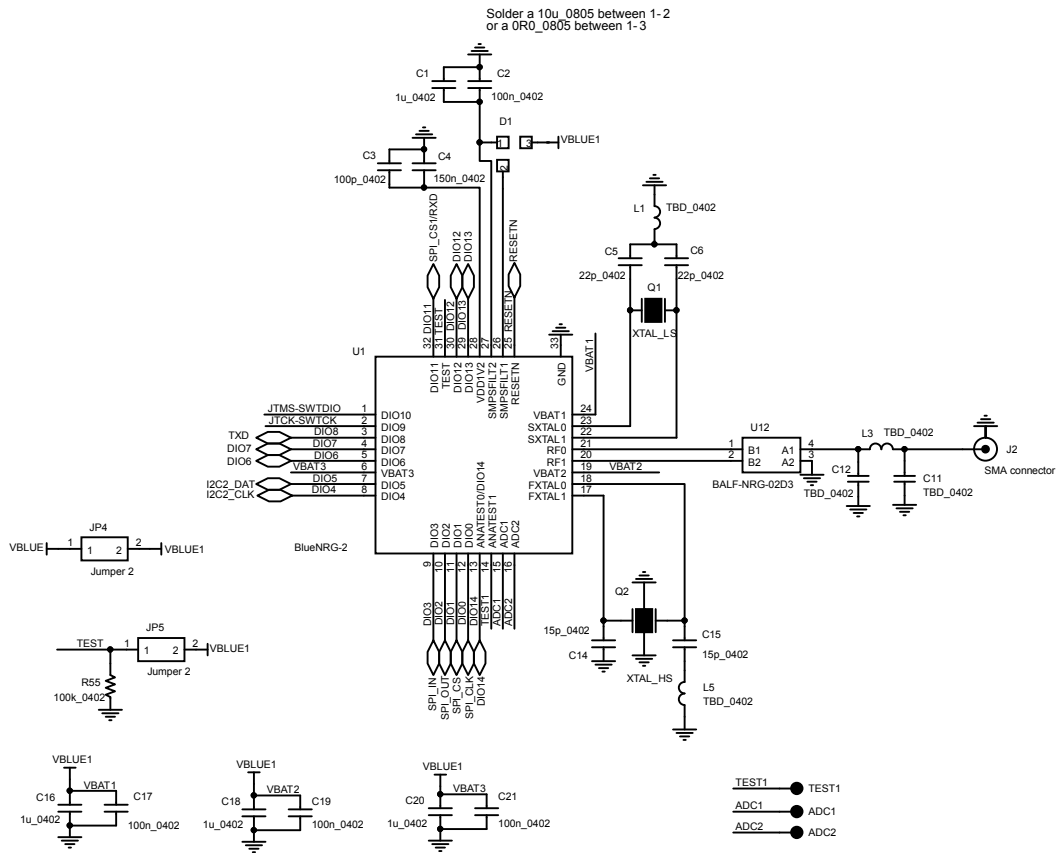 Solder a 10u_0805 between 1-2
or a 0R0_0805 between 1-3
C1
C2
1u_0402
100n_0402
D1
1
3
VBLUE1
2
C3
C4
100p_0402
150n_0402
L1
TBD_0402
C5
C6
22p_0402
22p_0402
Q1
XTAL_LS
SPI_CS1/RXD
DIO12
DIO13
RESETN
DIO11
TEST
DIO12
DIO13
RESETN
32
31
30
29
28
27
26
25
33
VBAT1
U1
DIO11
TEST
DIO12
DIO13
VDD1V2
SMPSFILT2
SMPSFILT1
RESETN
GND
JTMS-SWTDIO
1
DIO10
JTCK-SWTCK
2
DIO9
TXD
DIO8
3
DIO8
DIO7
DIO7
4
DIO7
DIO6
DIO6
5
DIO6
VBAT3
6
VBAT3
I2C2_DAT
DIO5
7
DIO5
I2C2_CLK
DIO4
8
DIO4
VBAT1
24
SXTAL0
23
SXTAL1
22
RF0
21
RF1
20
VBAT2
19
VBAT2
FXTAL0
18
FXTAL1
17
U12
1
B1
A1
4
2
B2
A2
3
BALF-NRG-02D3
L3
TBD_0402
J2
SMA connector
C12
TBD_0402
C11
TBD_0402
BlueNRG-2
DIO3
DIO2
DIO1
DIO0
ANATEST0/DIO14
ANATEST1
ADC1
ADC2
9
10
11
12
13
14
15
16
DIO3
DIO2
DIO1
DIO0
DIO14
TEST1
ADC1
ADC2
SPI_IN
SPI_OUT
SPI_CS
SPI_CLK
DIO14
JP4
VBLUE
1
1
2
2
VBLUE1
Jumper 2
JP5
TEST
1
1
2
2
VBLUE1
Jumper 2
R55
100k_0402
Q2
15p_0402
C14
XTAL_HS
C15
15p_0402
L5
TBD_0402
VBLUE1
VBAT1
C16
C17
1u_0402
100n_0402
VBLUE1
VBAT2
C18
C19
1u_0402
100n_0402
VBLUE1
VBAT3
C20
C21
1u_0402
100n_0402
TEST1
TEST1
ADC1
ADC1
ADC2
ADC2